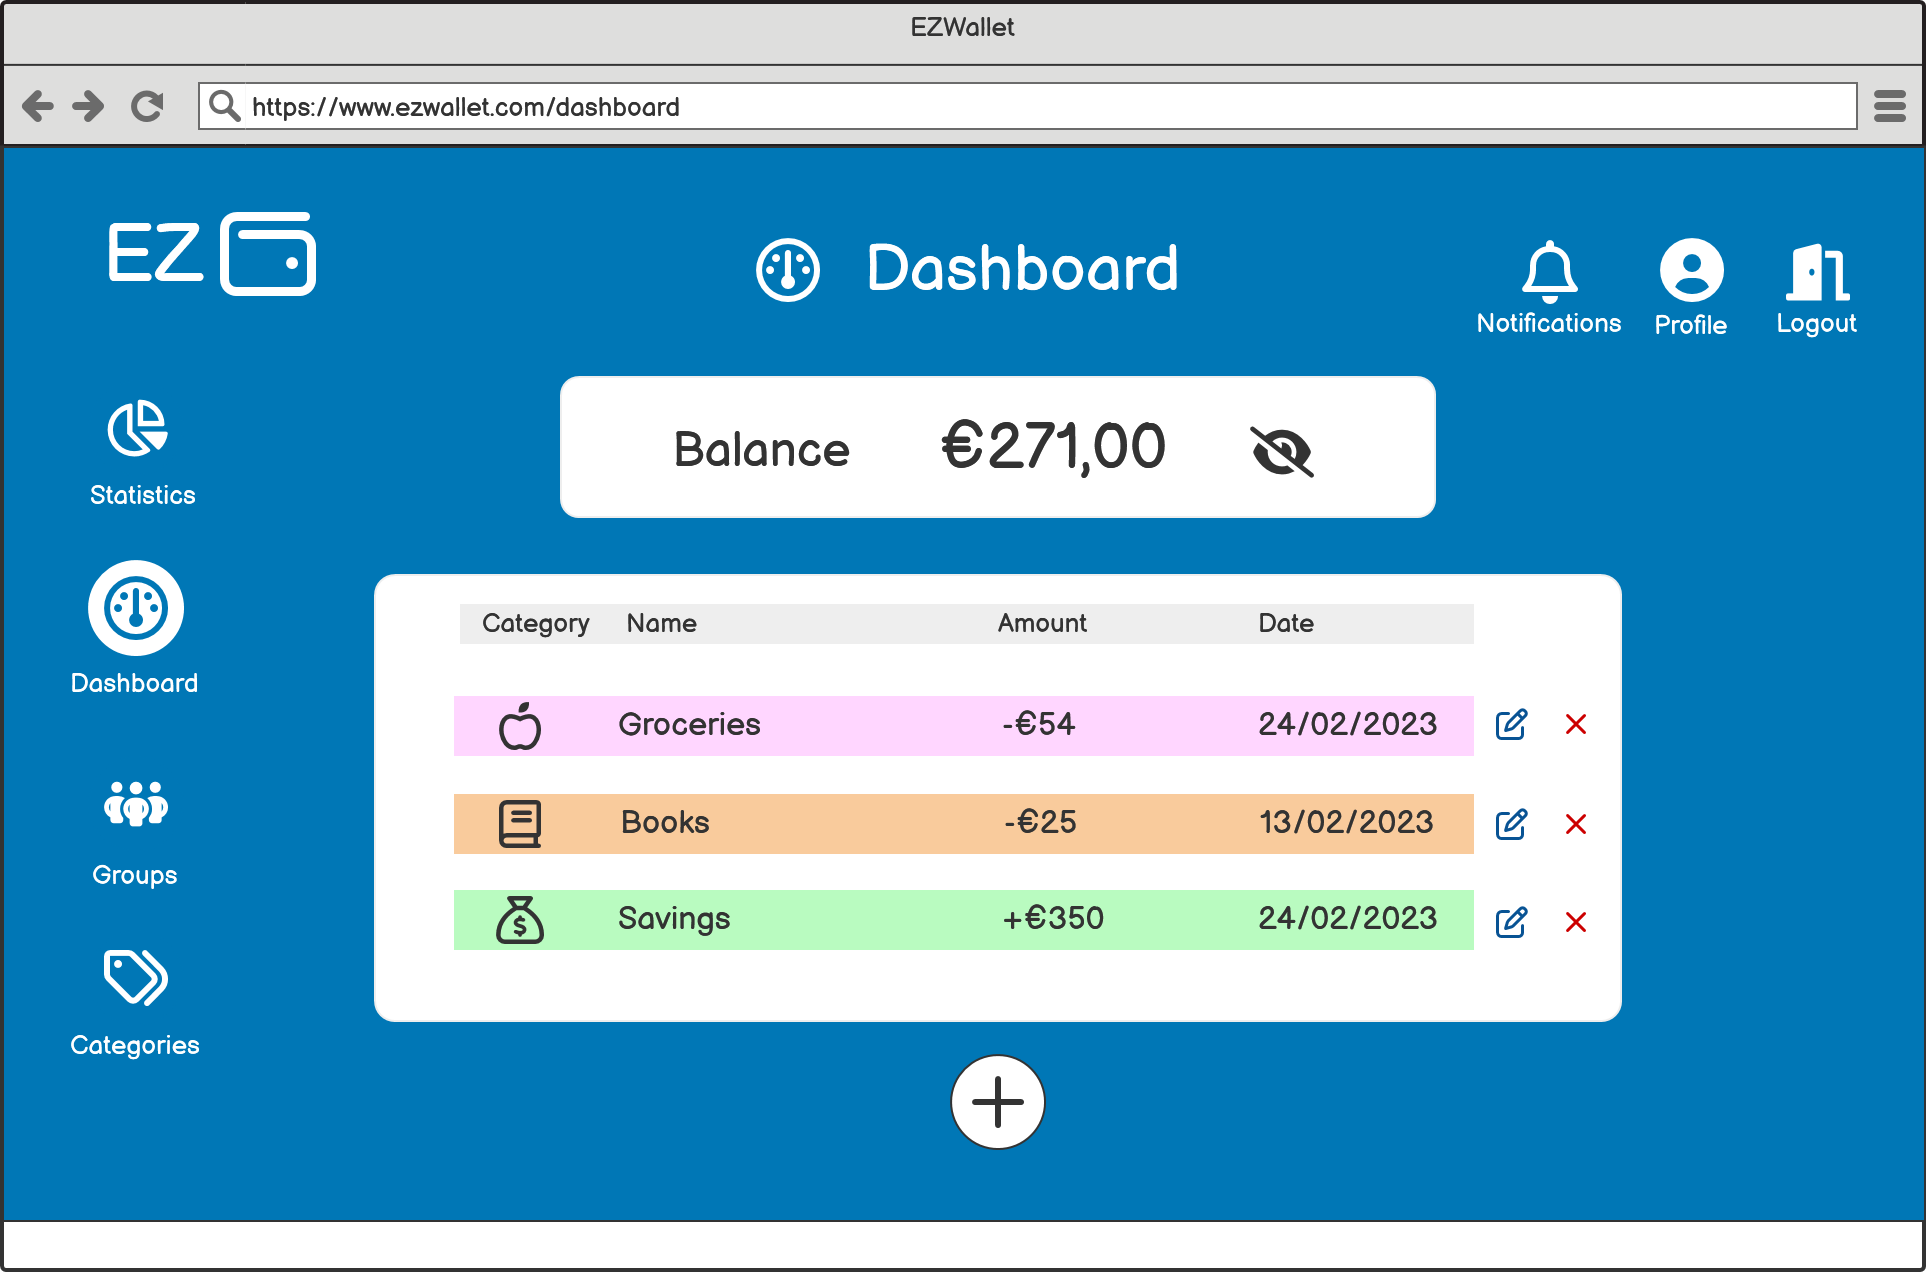 EZWallet
https://www.ezwallet.com/dashboard
EZ
Dashboard
Notifications Profile Logout
Balance €271,00
Statistics
Category Name Amount Date
Dashboard
Groceries -€54 24/02/2023
Books -€25 13/02/2023
Groups
$ Savings +€350 24/02/2023
Categories